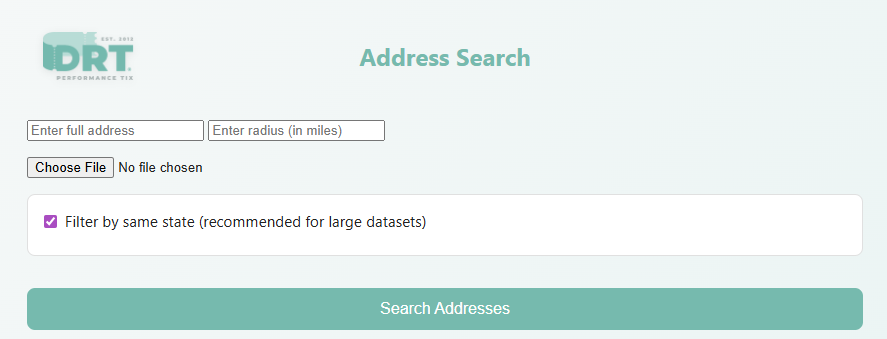 EST. 2012
DRT
PERFORMANCE TIX
Address Search
Enter full address Enter radius (in miles)
Choose File No file chosen
Filter by same state (recommended for large datasets)
Search Addresses